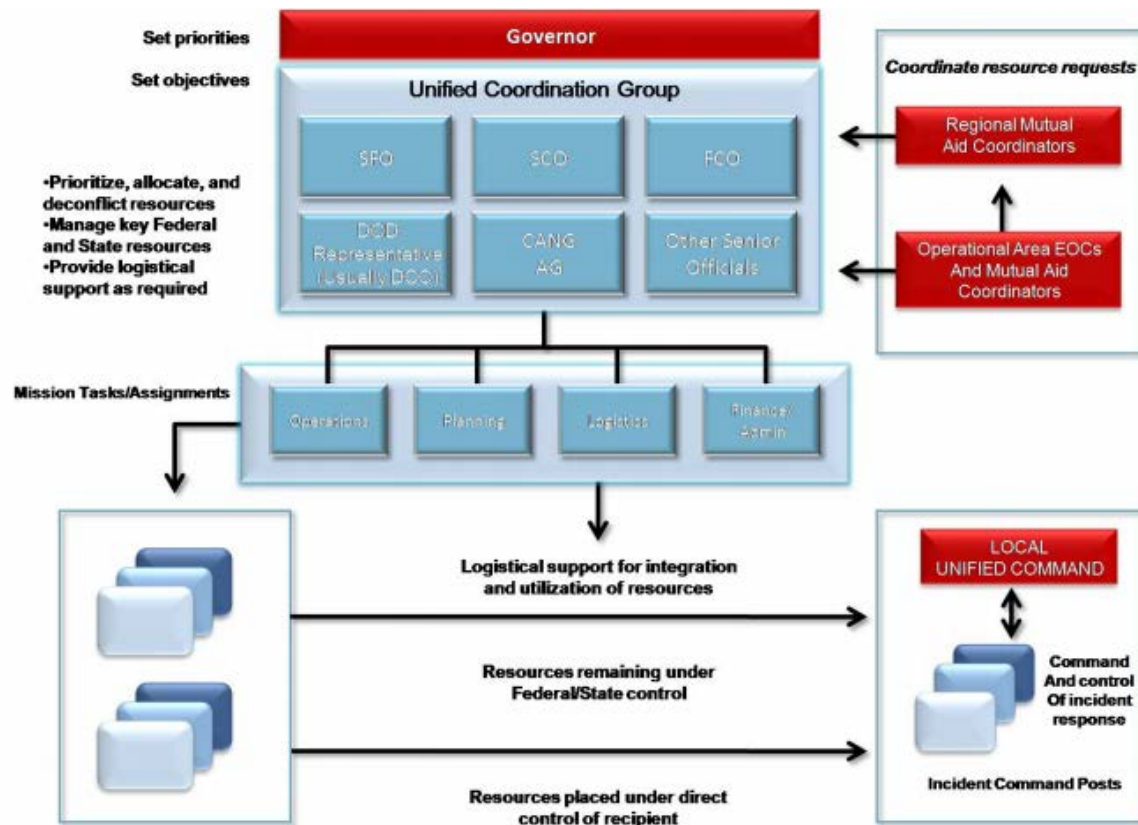 Set priorities
Governor
Set objectives
Unified Coordination Group
SFO
SCO
FCO
DOD
Representative
(Usually DCO)
CANG
AG
Other Senior
Officials
•Prioritize, allocate, and
deconflict resources
•Manage key Federal
and State resources
•Provide logistical
support as required
Coordinate resource requests
Regional Mutual
Aid Coordinators
Operational Area EOCs
And Mutual Aid
Coordinators
Mission Tasks/Assignments
Operations
Planning
Logistics
Finance/
Admin
Logistical support for integration
and utilization of resources
Resources remaining under
Federal/State control
Resources placed under direct
control of recipient
LOCAL
UNIFIED COMMAND
Command
And control
Of incident
response
Incident Command Posts